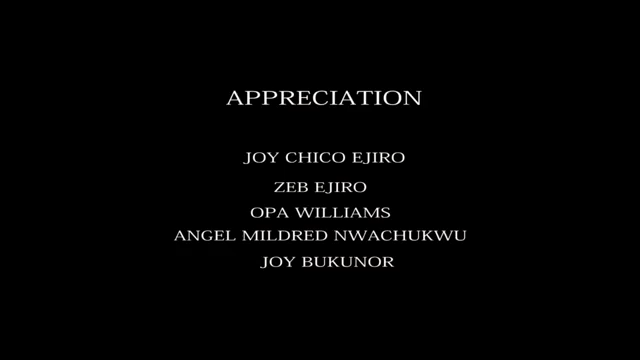 APPRECIATION
JOY CHICO EJIRO
ZEB EJIRO
OPA WILLIAMS
ANGEL MILDRED NWACHUKWU
JOY BUKUNOR